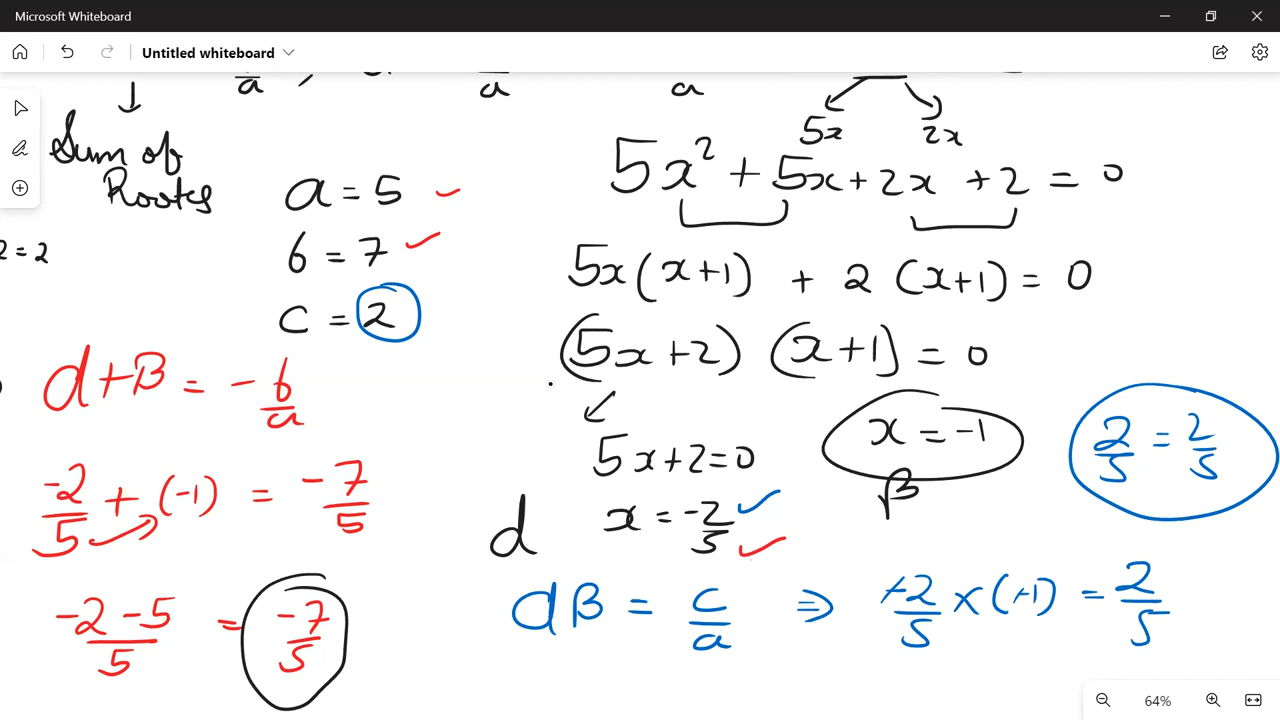 Microsoft Whiteboard
Untitled whiteboard
a , a a
5x 2x
Sum of
Roots
2 = 2
a = 5
b = 7
c = 2
5x² + 5x + 2x + 2 = 0
5x(x+1) + 2(x+1) = 0
(5x+2)(x+1) = 0
5x+2=0
x = -2/5
x = -1
β
2/5 = 2/5
α
α+β = -b/a
-2/5 + (-1) = -7/5
-2-5/5 = -7/5
αβ = c/a ⇒ -2/5 × (-1) = 2/5
64%